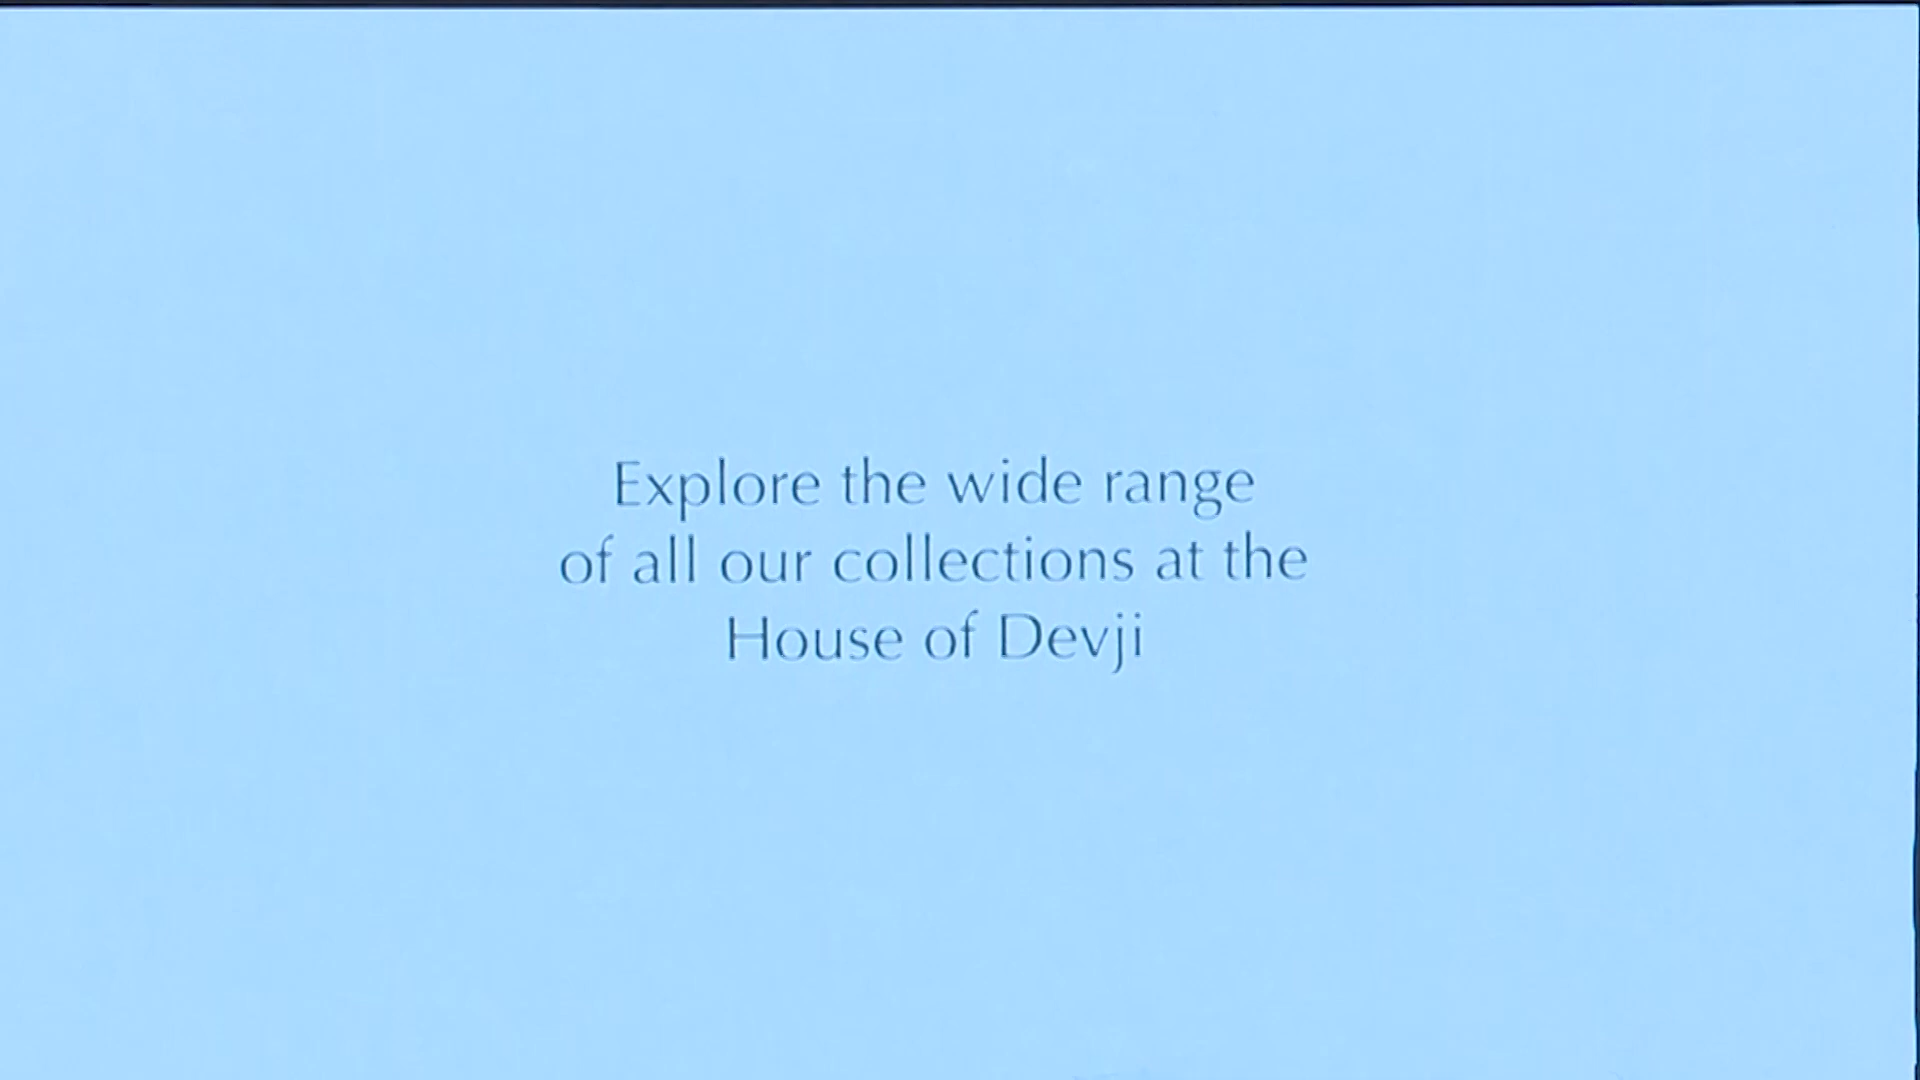 Explore the wide range
of all our collections at the
House of Devji